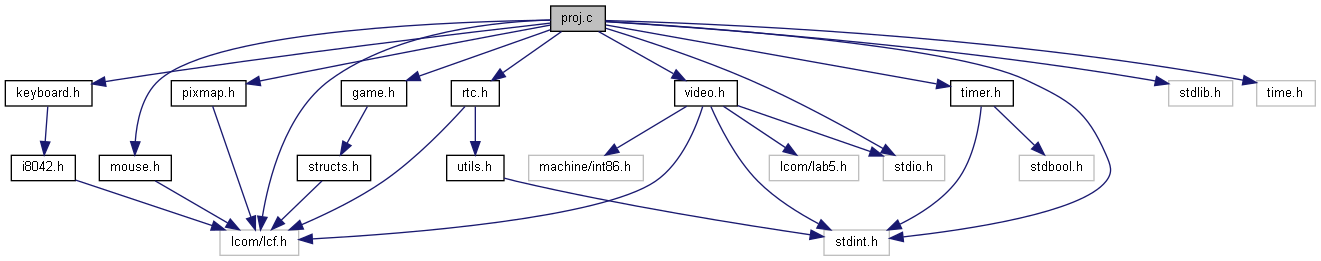 proj.c
keyboard.h
pixmap.h
game.h
rtc.h
video.h
timer.h
stdlib.h
time.h
i8042.h
mouse.h
structs.h
utils.h
machine/int86.h
lcom/lab5.h
stdio.h
stdbool.h
lcom/lcf.h
stdint.h